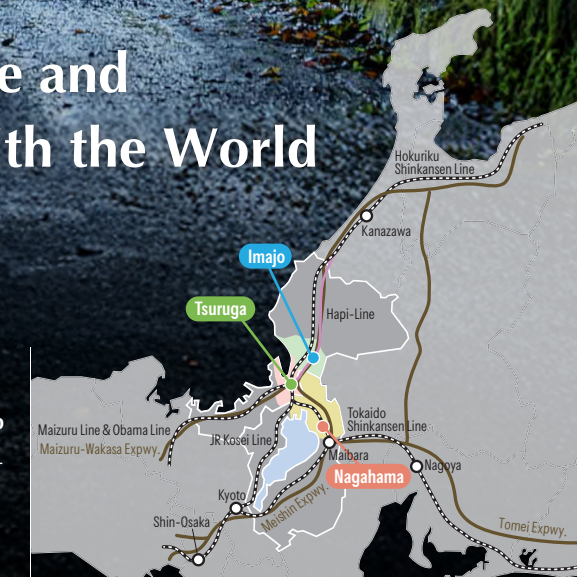 e and
th the World
Hokuriku
Shinkansen Line
Kanazawa
Imajo
Tsuruga
Hapi-Line
Tokaido
Shinkansen Line
Maizuru Line & Obama Line
Maizuru-Wakasa Expwy.
JR Kosei Line
Maibara
Nagoya
Nagahama
Kyoto
Meishin Expwy.
Shin-Osaka
Tomei Expwy.